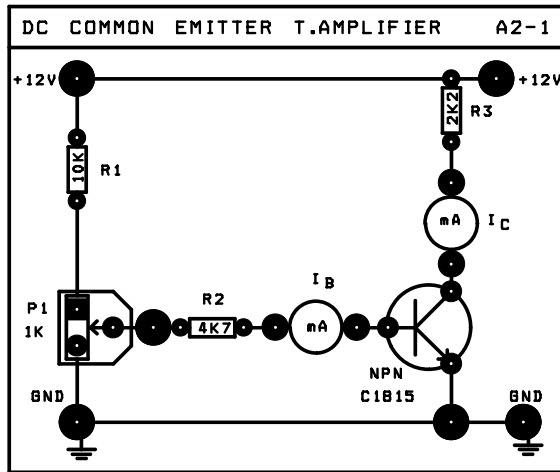 DC COMMON EMITTER T.AMPLIFIER A2-1
+12V +12V
2K2 R3
10K R1
mA IC
IB
P1 R2
1K 4K7 mA
NPN
GND C1815 GND